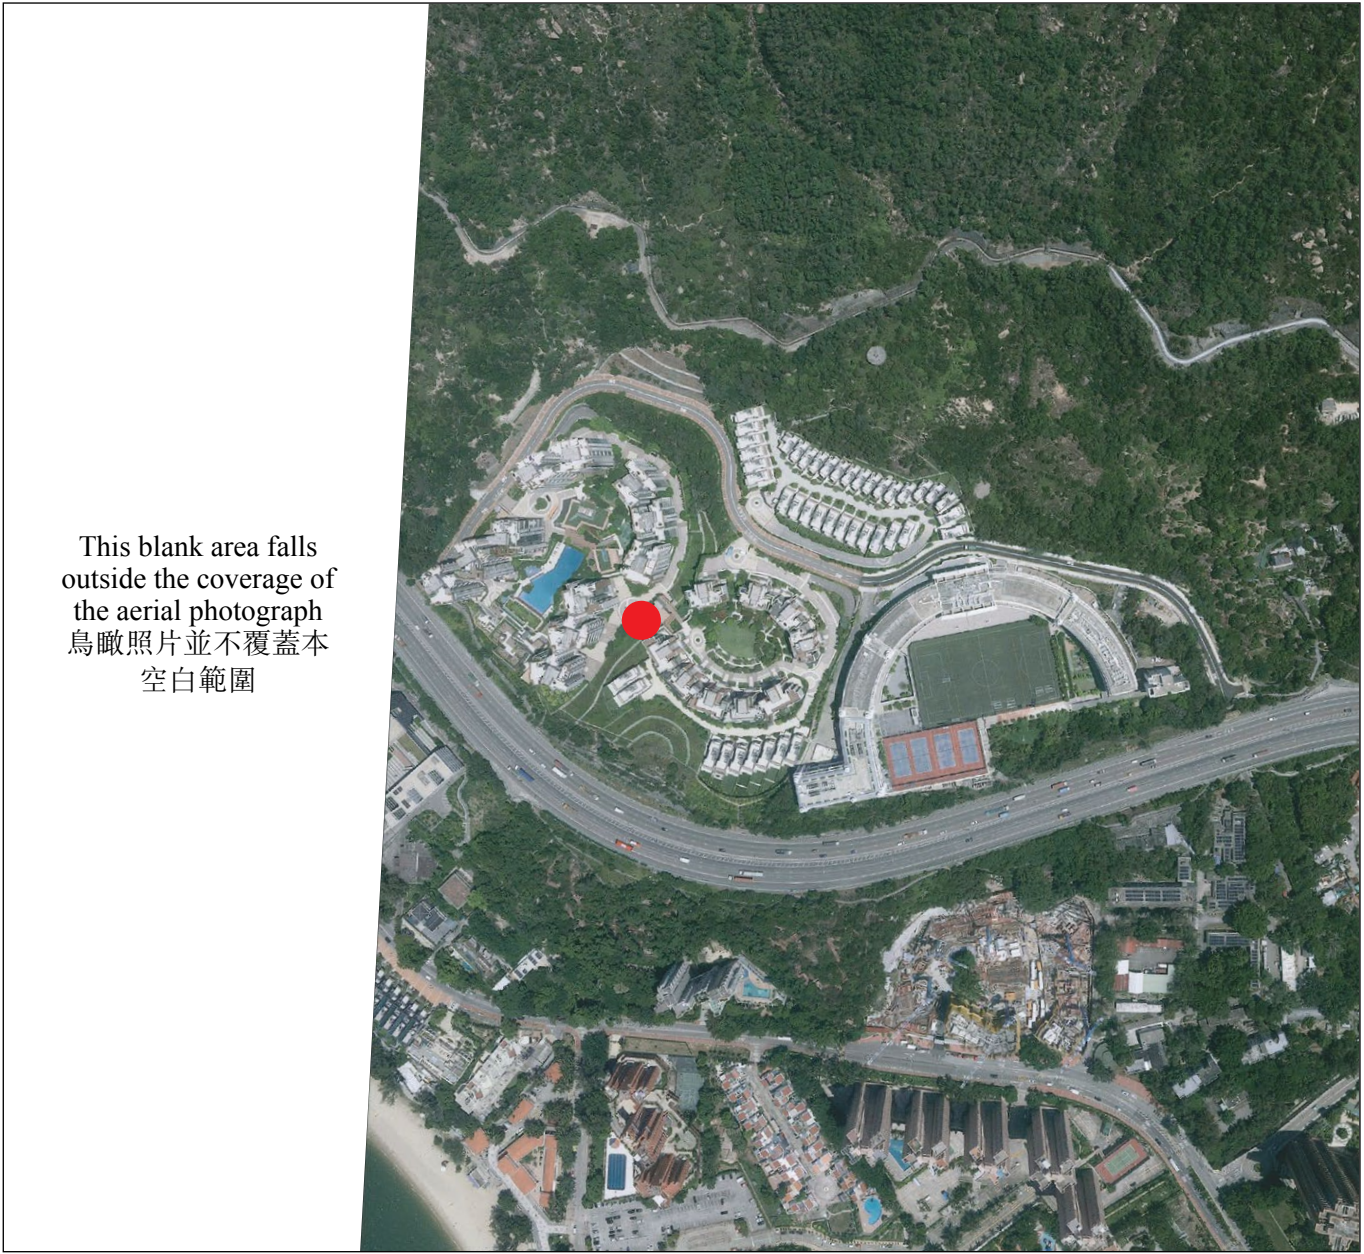 This blank area falls
outside the coverage of
the aerial photograph
鳥瞰照片並不覆蓋本
空白範圍